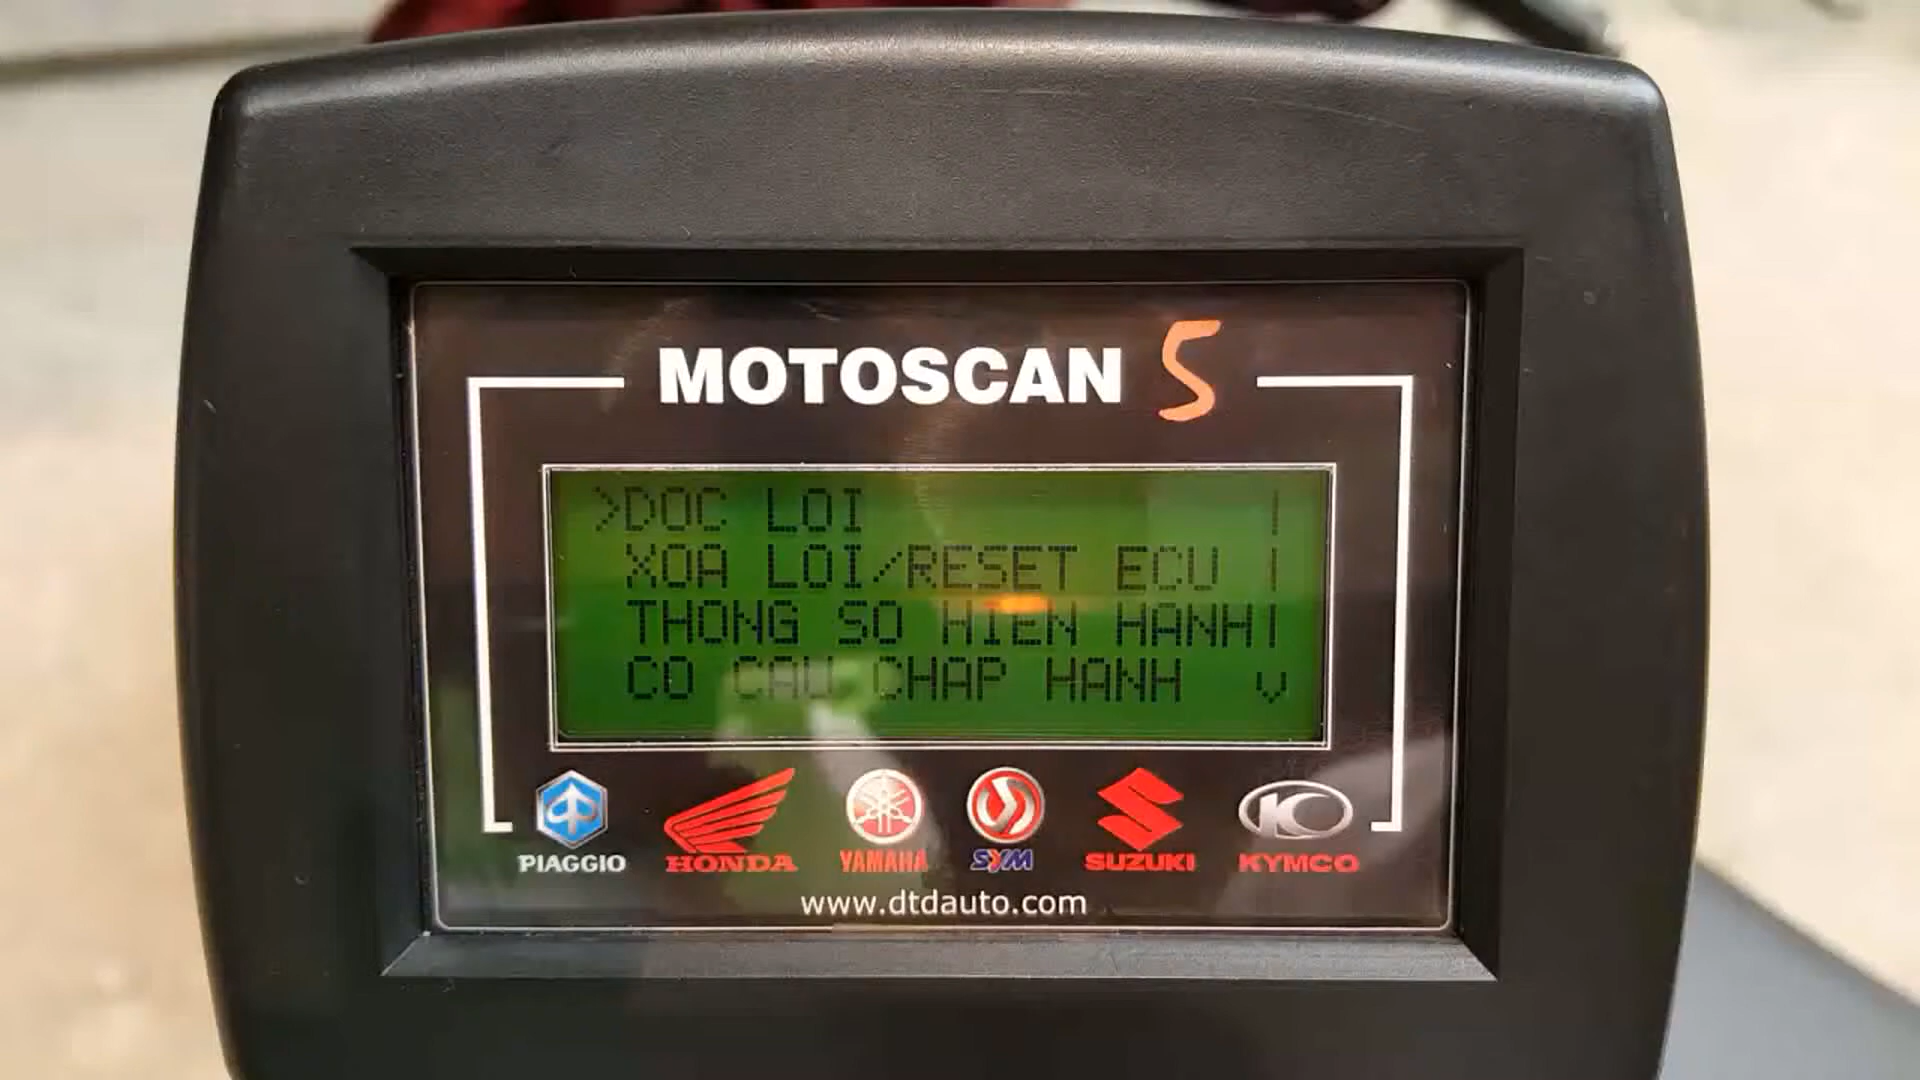 MOTOSCAN 5
>DOC LOI |
XOA LOI/RESET ECU |
THONG SO HIEN HANH|
CO CAU CHAP HANH v
PIAGGIO HONDA YAMAHA SYM SUZUKI KYMCO
www.dtdauto.com